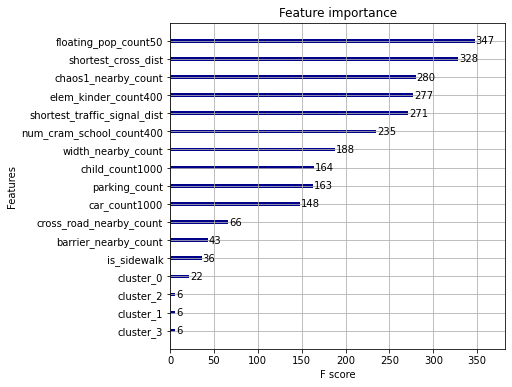 Feature importance
floating_pop_count50 347
shortest_cross_dist 328
chaos1_nearby_count 280
elem_kinder_count400 277
shortest_traffic_signal_dist 271
num_cram_school_count400 235
width_nearby_count 188
child_count1000 164
parking_count 163
car_count1000 148
cross_road_nearby_count 66
barrier_nearby_count 43
is_sidewalk 36
cluster_0 22
cluster_2 6
cluster_1 6
cluster_3 6
Features
0 50 100 150 200 250 300 350
F score